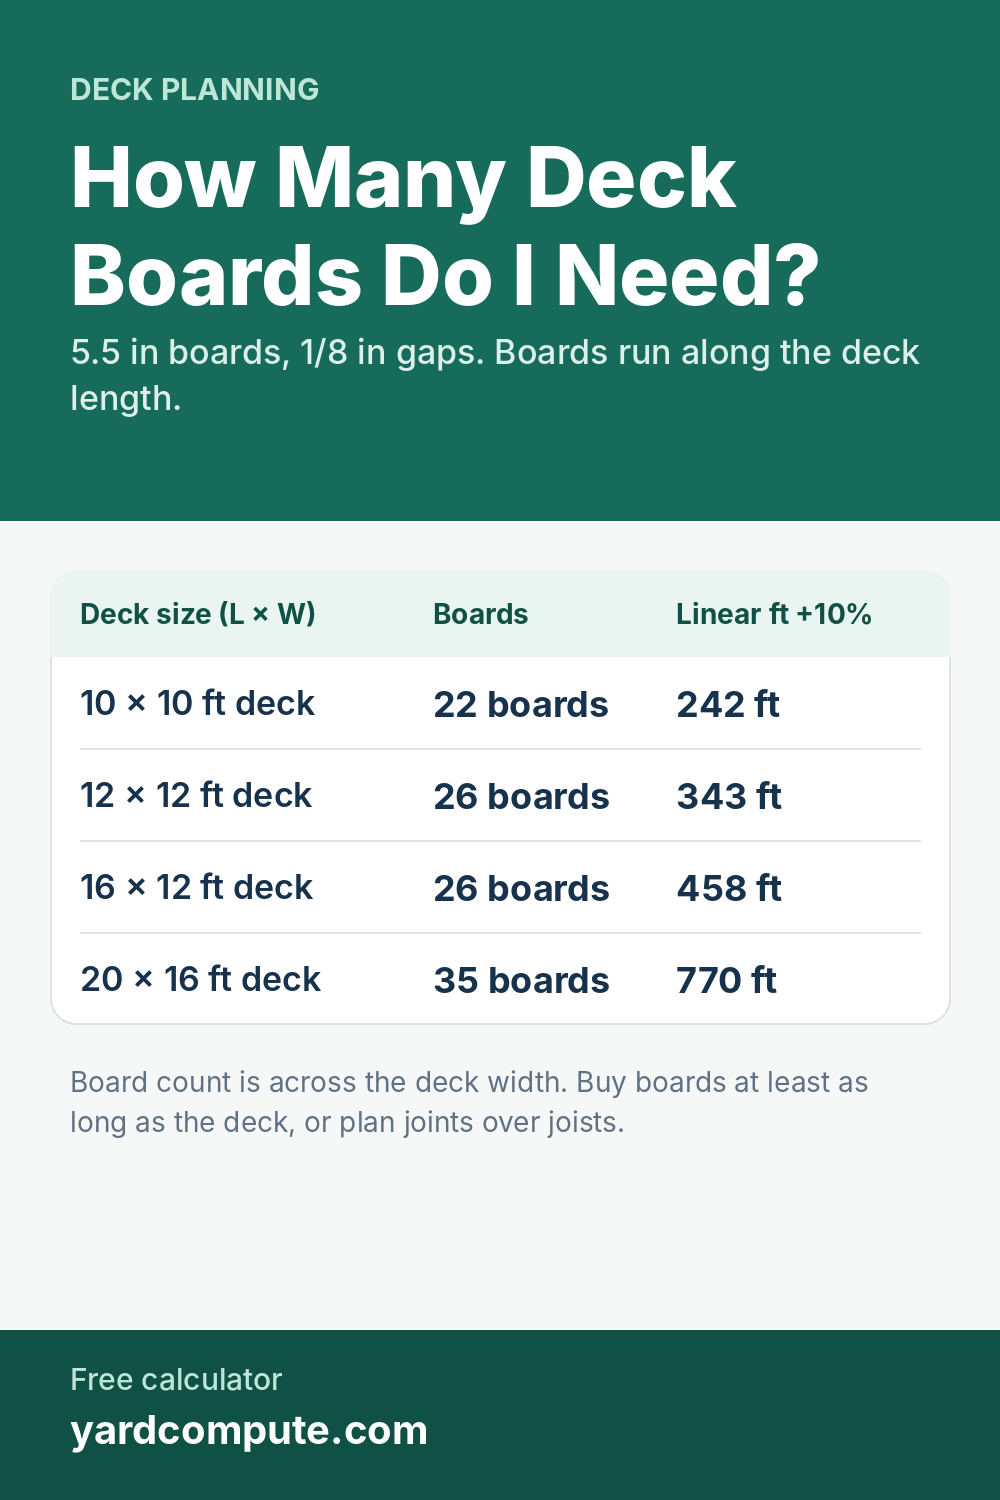 DECK PLANNING
How Many Deck
Boards Do I Need?
5.5 in boards, 1/8 in gaps. Boards run along the deck
length.
Deck size (L × W) Boards Linear ft +10%
10 × 10 ft deck 22 boards 242 ft
12 × 12 ft deck 26 boards 343 ft
16 × 12 ft deck 26 boards 458 ft
20 × 16 ft deck 35 boards 770 ft
Board count is across the deck width. Buy boards at least as
long as the deck, or plan joints over joists.
Free calculator
yardcompute.com